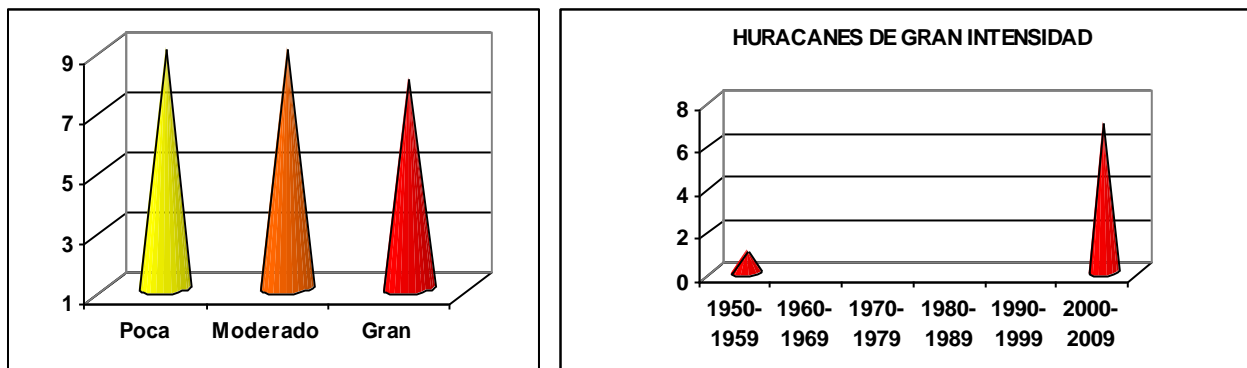 9
7
5
3
1
Poca Moderado Gran
HURACANES DE GRAN INTENSIDAD
8
6
4
2
0
1950- 1960- 1970- 1980- 1990- 2000-
1959 1969 1979 1989 1999 2009